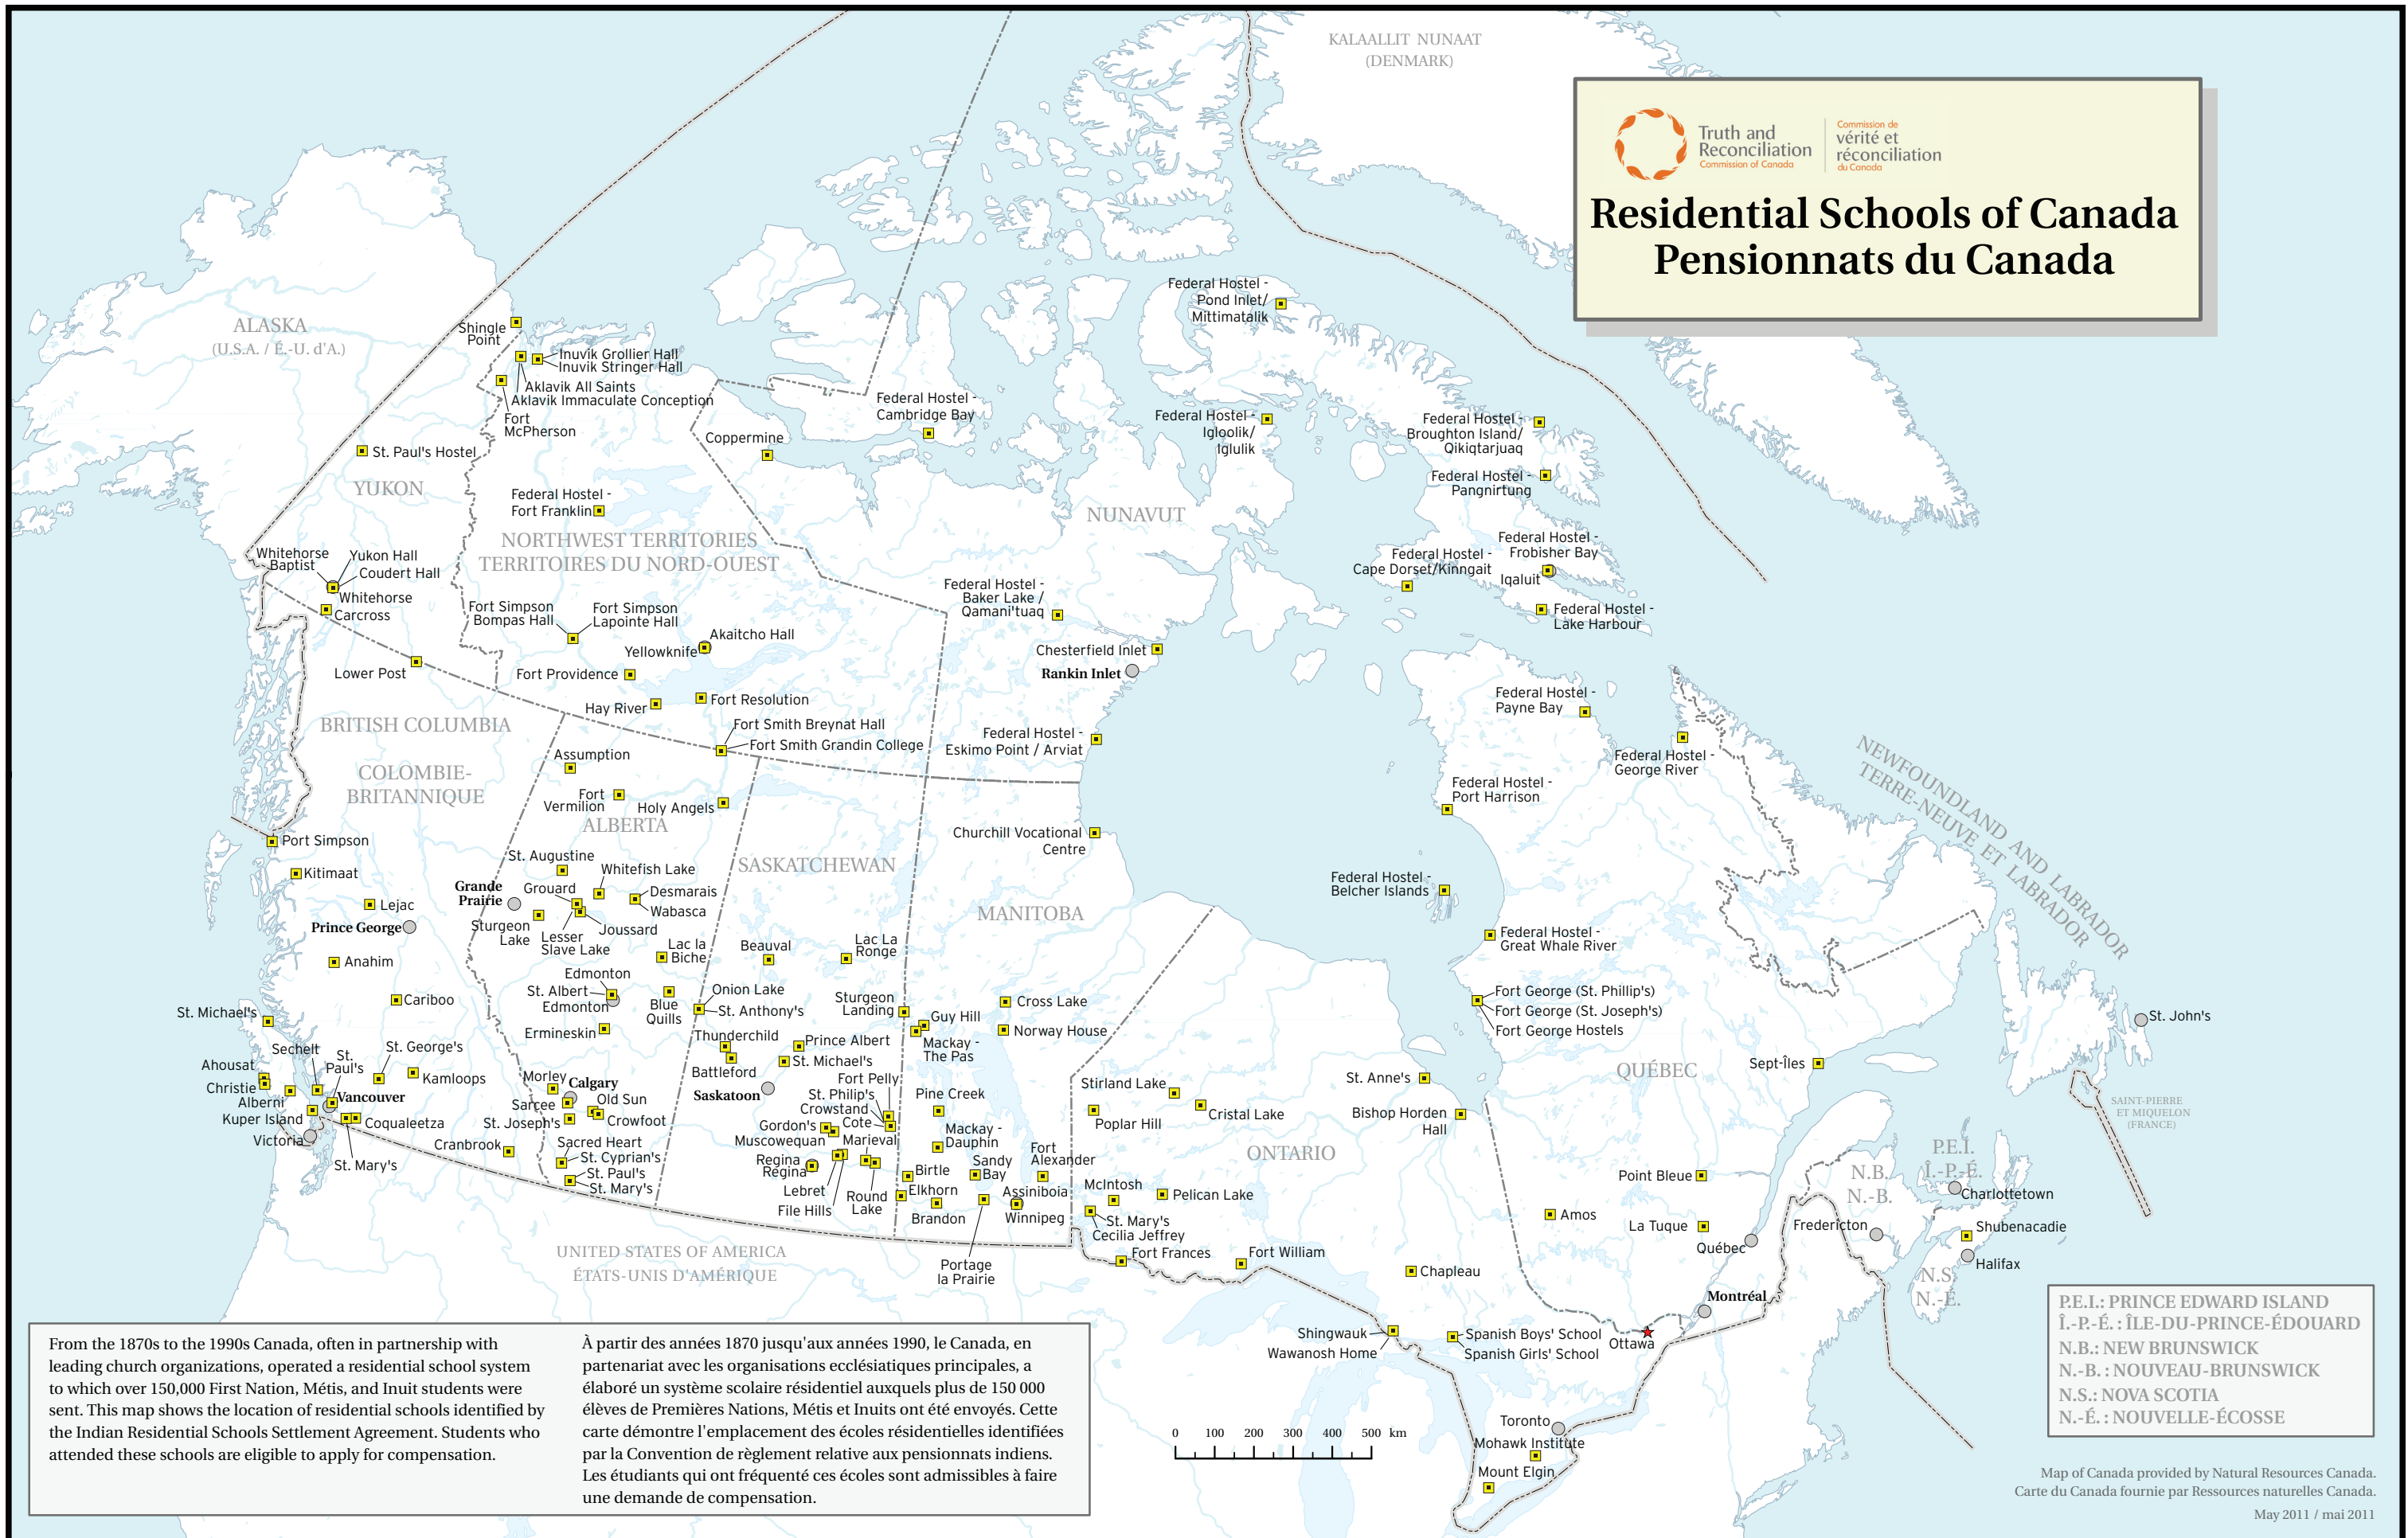 KALAALLIT NUNAAT
(DENMARK)
Truth and
Reconciliation
Commission of Canada
Commission de
vérité et
réconciliation
du Canada
Residential Schools of Canada
Pensionnats du Canada
ALASKA
(U.S.A. / É.-U. d'A.)
Shingle
Point
Inuvik Grollier Hall
Inuvik Stringer Hall
Aklavik All Saints
Aklavik Immaculate Conception
Fort
McPherson
St. Paul's Hostel
YUKON
Whitehorse
Baptist
Yukon Hall
Coudert Hall
Whitehorse
Carcross
Lower Post
Federal Hostel -
Fort Franklin
NORTHWEST TERRITORIES
TERRITOIRES DU NORD-OUEST
Fort Simpson
Bompas Hall
Fort Simpson
Lapointe Hall
Akaitcho Hall
Yellowknife
Fort Providence
Hay River
Fort Resolution
Fort Smith Breynat Hall
Fort Smith Grandin College
Coppermine
Federal Hostel -
Cambridge Bay
Federal Hostel -
Pond Inlet/
Mittimatalik
Federal Hostel -
Igloolik/
Iglulik
Federal Hostel -
Broughton Island/
Qikiqtarjuaq
Federal Hostel -
Pangnirtung
NUNAVUT
Federal Hostel -
Frobisher Bay
Iqaluit
Federal Hostel -
Cape Dorset/Kinngait
Federal Hostel -
Lake Harbour
Federal Hostel -
Baker Lake /
Qamani'tuaq
Chesterfield Inlet
Rankin Inlet
Federal Hostel -
Eskimo Point / Arviat
BRITISH COLUMBIA
COLOMBIE-
BRITANNIQUE
Port Simpson
Kitimaat
Lejac
Prince George
Anahim
Cariboo
St. Michael's
Sechelt
St.
Paul's
St. George's
Kamloops
Ahousat
Christie
Alberni
Kuper Island
Victoria
Vancouver
Coqualeetza
St. Mary's
Cranbrook
Assumption
Fort
Vermilion
Holy Angels
ALBERTA
St. Augustine
Whitefish Lake
Grande
Prairie
Grouard
Desmarais
Wabasca
Sturgeon
Lake
Lesser
Slave Lake
Joussard
Lac la
Biche
Edmonton
St. Albert
Edmonton
Blue
Quills
Ermineskin
Morley
Calgary
Sarcee
Old Sun
St. Joseph's
Crowfoot
Sacred Heart
St. Cyprian's
St. Paul's
St. Mary's
SASKATCHEWAN
Beauval
Lac La
Ronge
Onion Lake
St. Anthony's
Sturgeon
Landing
Thunderchild
Prince Albert
St. Michael's
Battleford
Saskatoon
Fort Pelly
St. Philip's
Crowstand
Cote
Gordon's
Muscowequan
Marieval
Regina
Regina
Lebret
File Hills
Round
Lake
MANITOBA
Churchill Vocational
Centre
Cross Lake
Guy Hill
Norway House
Mackay -
The Pas
Pine Creek
Mackay -
Dauphin
Sandy
Bay
Fort
Alexander
Birtle
Elkhorn
Brandon
Assiniboia
Winnipeg
Portage
la Prairie
ONTARIO
Stirland Lake
Poplar Hill
Cristal Lake
McIntosh
Pelican Lake
St. Mary's
Cecilia Jeffrey
Fort Frances
Fort William
St. Anne's
Bishop Horden
Hall
Chapleau
Shingwauk
Wawanosh Home
Spanish Boys' School
Spanish Girls' School
Ottawa
Toronto
Mohawk Institute
Mount Elgin
QUÉBEC
Federal Hostel -
Payne Bay
Federal Hostel -
George River
Federal Hostel -
Port Harrison
Federal Hostel -
Belcher Islands
Federal Hostel -
Great Whale River
Fort George (St. Phillip's)
Fort George (St. Joseph's)
Fort George Hostels
Sept-Îles
Point Bleue
Amos
La Tuque
Québec
Montréal
NEWFOUNDLAND AND LABRADOR
TERRE-NEUVE ET LABRADOR
St. John's
SAINT-PIERRE
ET MIQUELON
(FRANCE)
P.E.I.
Î.-P.-É.
Charlottetown
N.B.
N.-B.
Fredericton
Shubenacadie
Halifax
N.S.
N.-É.
UNITED STATES OF AMERICA
ÉTATS-UNIS D'AMÉRIQUE
From the 1870s to the 1990s Canada, often in partnership with
leading church organizations, operated a residential school system
to which over 150,000 First Nation, Métis, and Inuit students were
sent. This map shows the location of residential schools identified by
the Indian Residential Schools Settlement Agreement. Students who
attended these schools are eligible to apply for compensation.
À partir des années 1870 jusqu'aux années 1990, le Canada, en
partenariat avec les organisations ecclésiatiques principales, a
élaboré un système scolaire résidentiel auxquels plus de 150 000
élèves de Premières Nations, Métis et Inuits ont été envoyés. Cette
carte démontre l'emplacement des écoles résidentielles identifiées
par la Convention de règlement relative aux pensionnats indiens.
Les étudiants qui ont fréquenté ces écoles sont admissibles à faire
une demande de compensation.
0 100 200 300 400 500 km
P.E.I.: PRINCE EDWARD ISLAND
Î.-P.-É. : ÎLE-DU-PRINCE-ÉDOUARD
N.B.: NEW BRUNSWICK
N.-B. : NOUVEAU-BRUNSWICK
N.S.: NOVA SCOTIA
N.-É. : NOUVELLE-ÉCOSSE
Map of Canada provided by Natural Resources Canada.
Carte du Canada fournie par Ressources naturelles Canada.
May 2011 / mai 2011